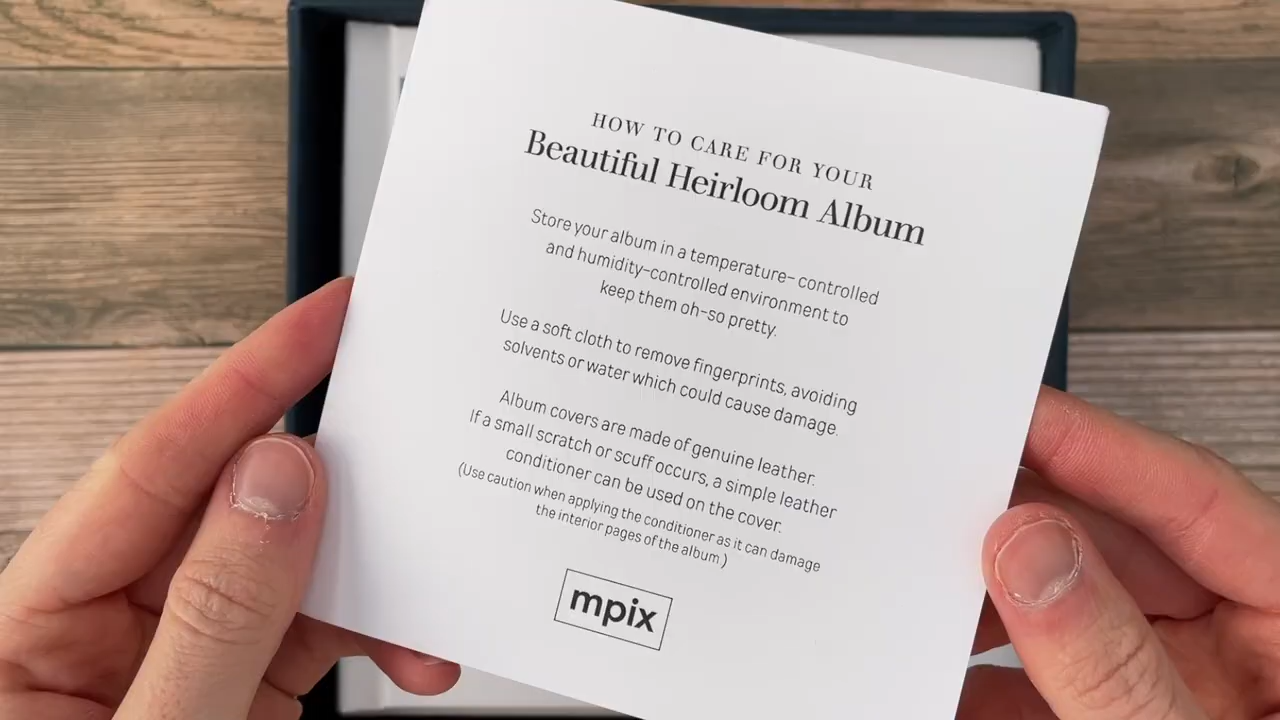 HOW TO CARE FOR YOUR
Beautiful Heirloom Album
Store your album in a temperature- controlled
and humidity-controlled environment to
keep them oh-so pretty.
Use a soft cloth to remove fingerprints, avoiding
solvents or water which could cause damage.
Album covers are made of genuine leather.
If a small scratch or scuff occurs, a simple leather
conditioner can be used on the cover.
(Use caution when applying the conditioner as it can damage
the interior pages of the album.)
mpix